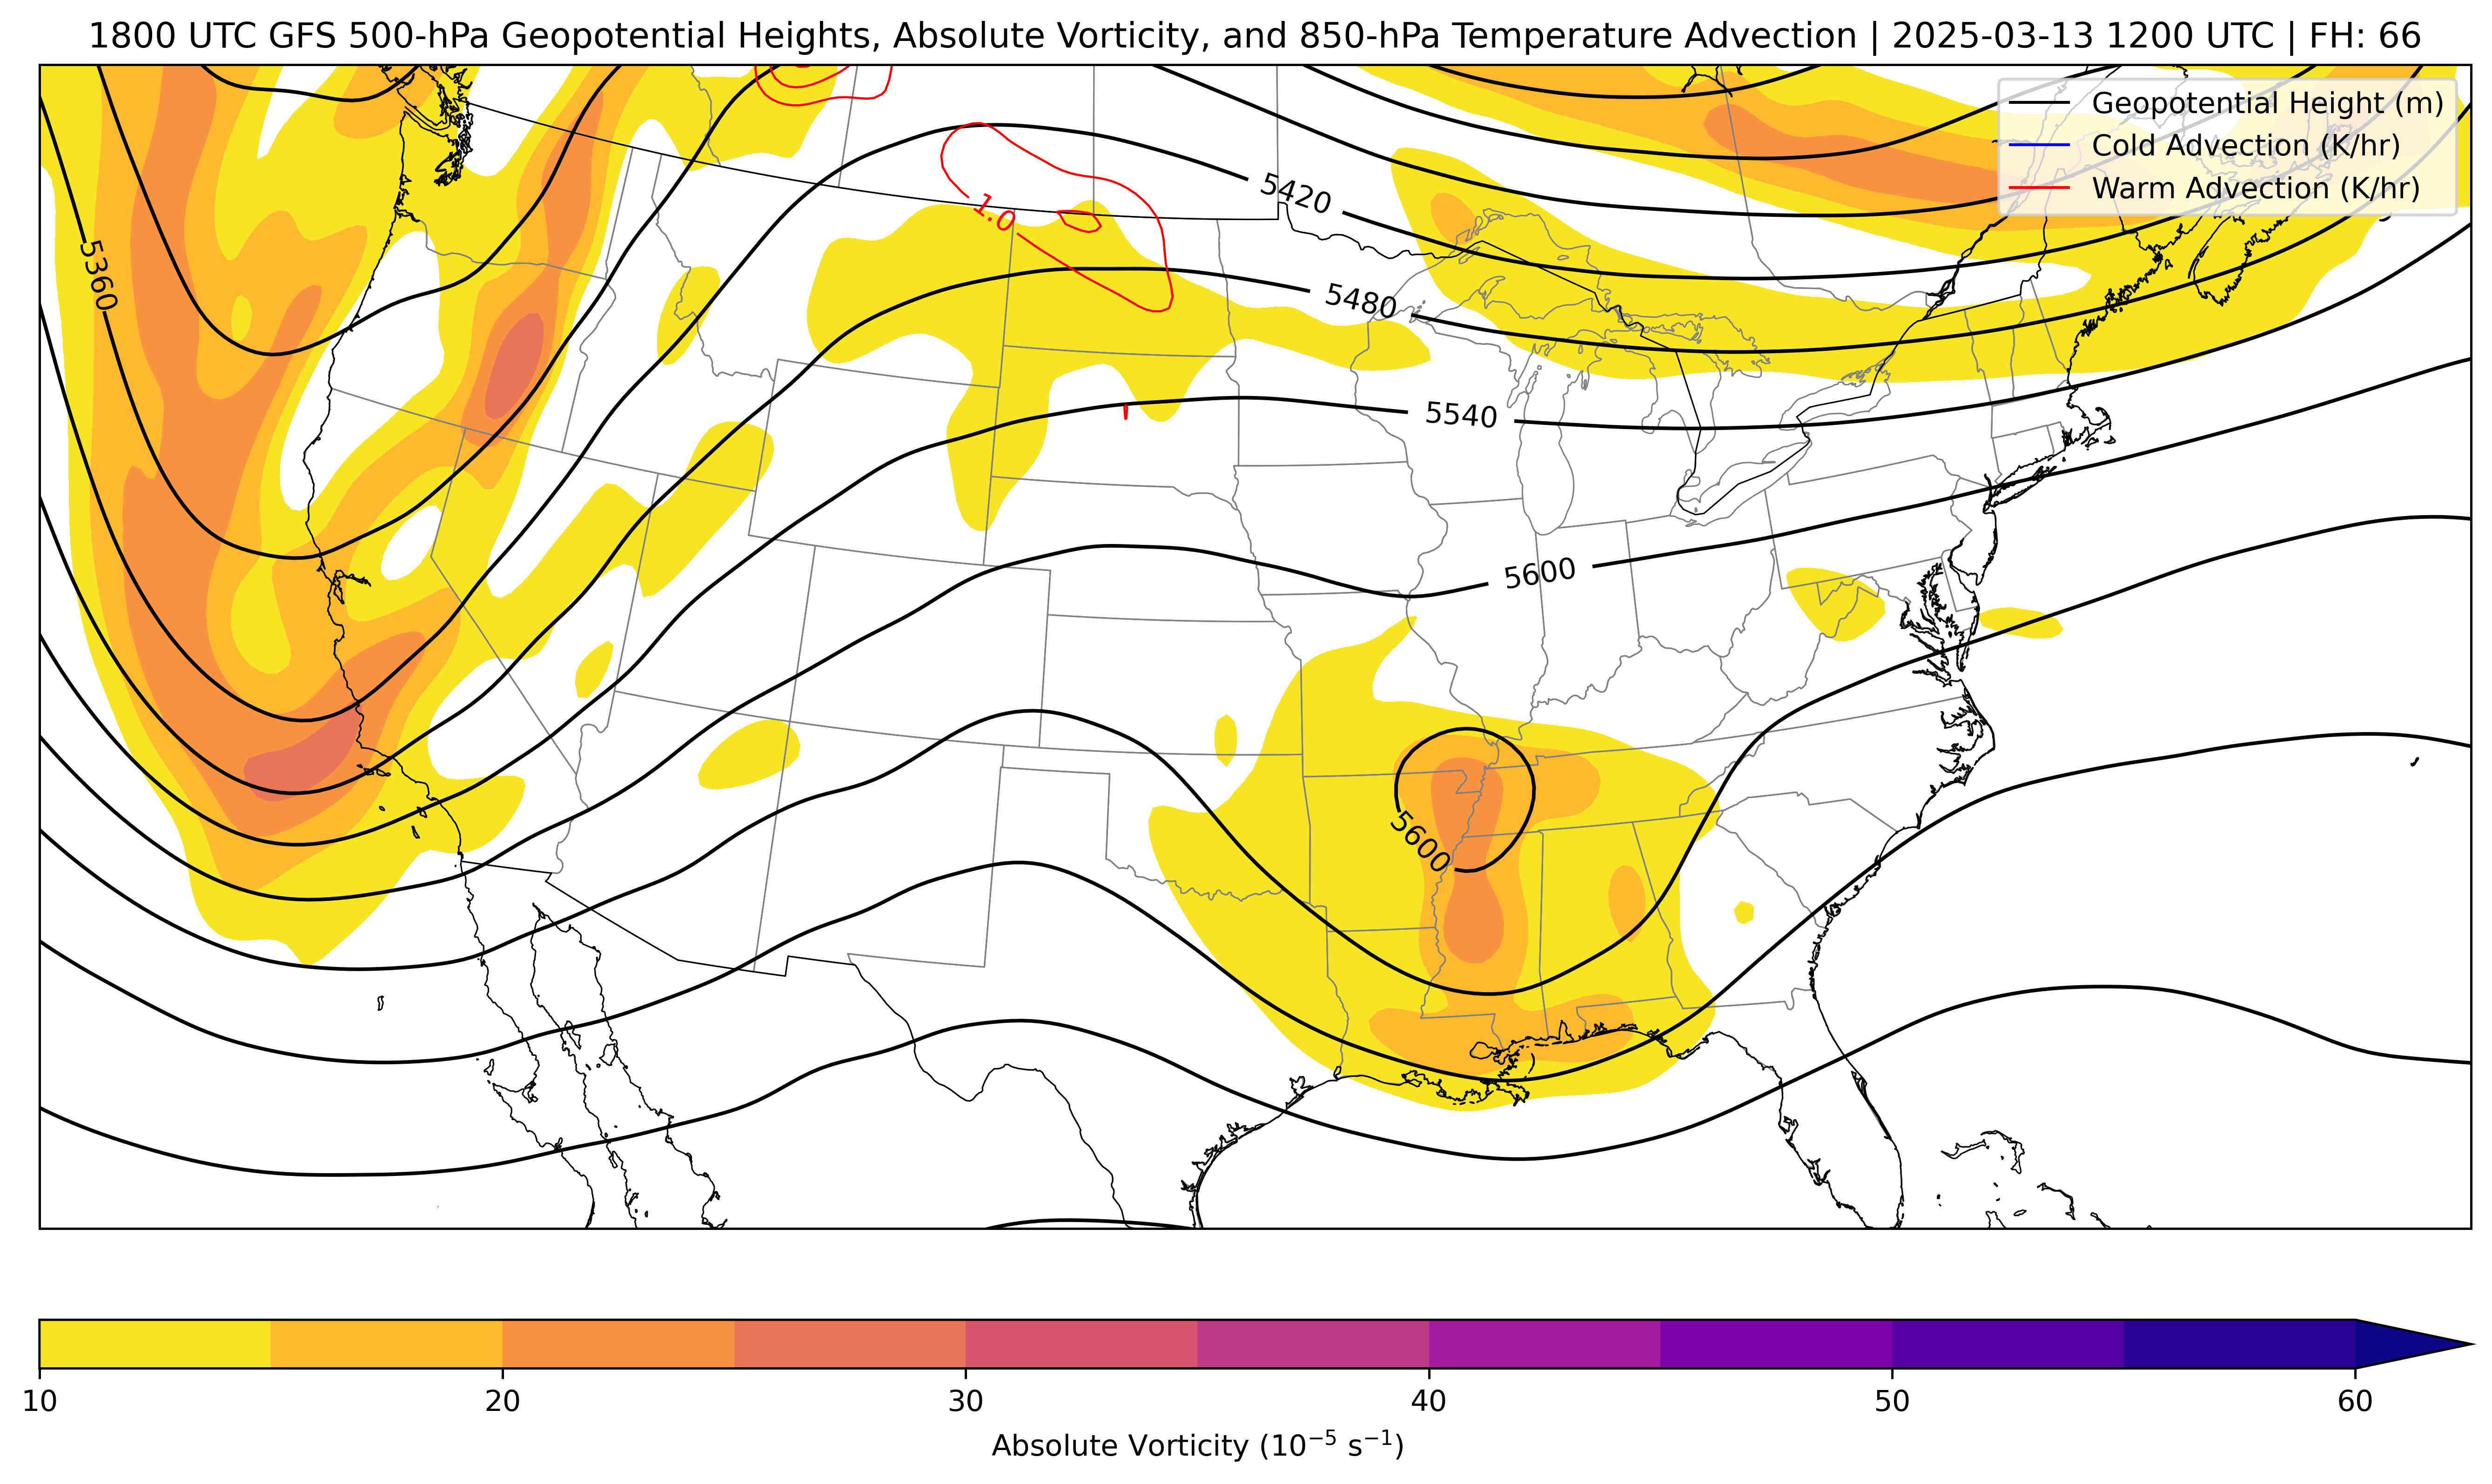 1800 UTC GFS 500-hPa Geopotential Heights, Absolute Vorticity, and 850-hPa Temperature Advection | 2025-03-13 1200 UTC | FH: 66
Geopotential Height (m)
Cold Advection (K/hr)
Warm Advection (K/hr)
5420
1.0
5360
5480
5540
5600
5600
10 20 30 40 50 60
Absolute Vorticity (10⁻⁵ s⁻¹)